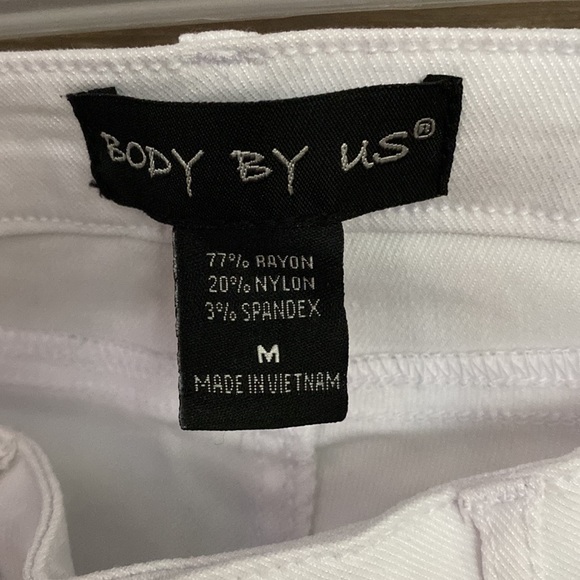 BODY BY US®
77% RAYON
20% NYLON
3% SPANDEX
M
MADE IN VIETNAM